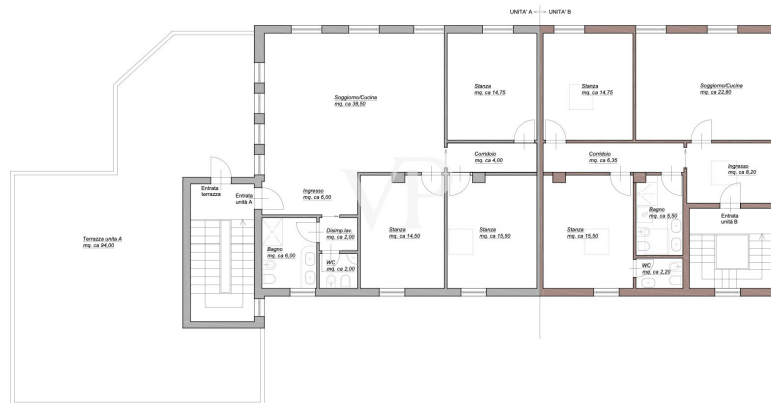 UNITA' A
UNITA' B
Soggiorno/Cucina
mq. ca 38,50
Stanza
mq. ca 14,75
Stanza
mq. ca 14,75
Soggiorno/Cucina
mq. ca 22,60
Corridoio
mq. ca 4,00
Corridoio
mq. ca 6,35
Ingresso
mq. ca 8,20
Entrata
terrazza
Entrata
unità A
Ingresso
mq. ca 6,00
VP
Terrazza unità A
mq. ca 94,00
Bagno
mq. ca 6,00
Disimp.lav.
mq. ca 2,00
WC
mq. ca 2,00
Stanza
mq. ca 14,50
Stanza
mq. ca 15,50
Stanza
mq. ca 15,50
Bagno
mq. ca 5,50
WC
mq. ca 2,20
Entrata
unità B